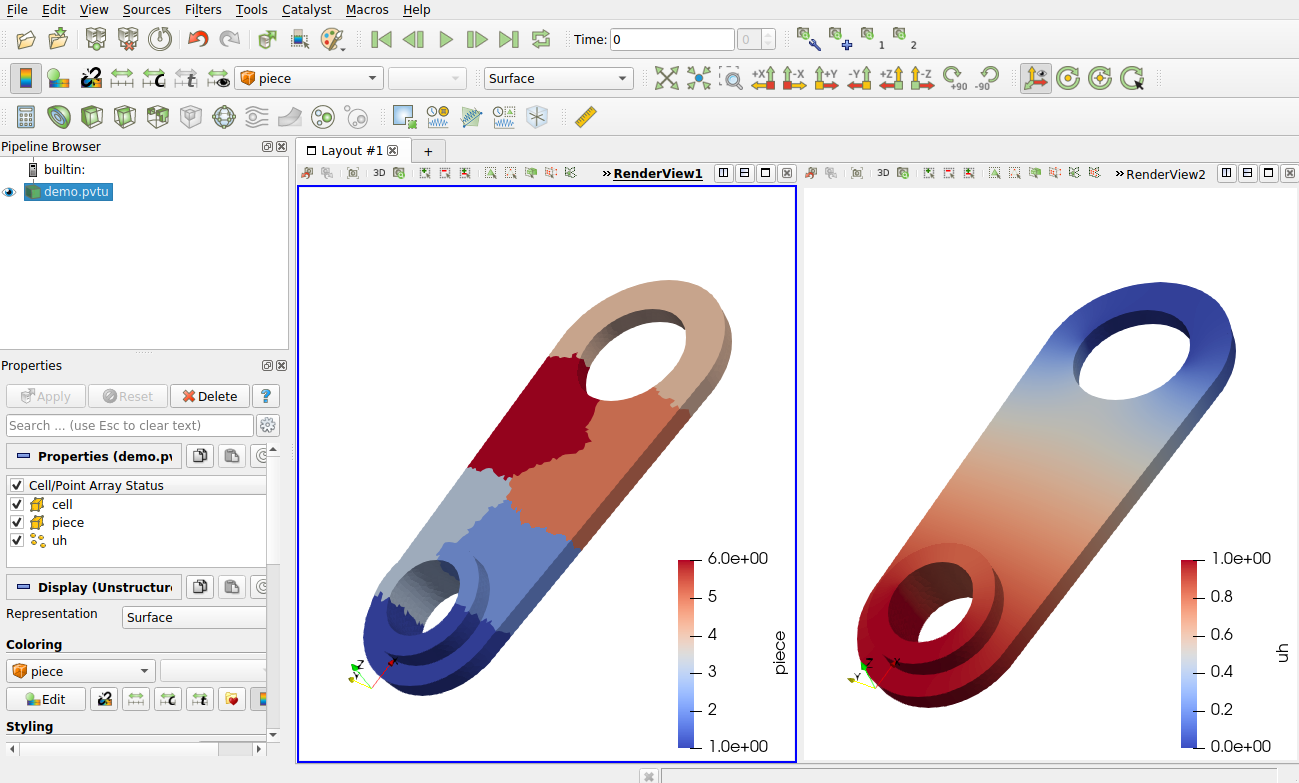 File Edit View Sources Filters Tools Catalyst Macros Help
Time: 0 0
1 2
piece Surface
+X -X +Y -Y +Z -Z +90 -90
Pipeline Browser
builtin:
demo.pvtu
Properties
Apply Reset Delete ?
Search ... (use Esc to clear text)
Properties (demo.pv
Cell/Point Array Status
cell
piece
uh
Display (Unstructur
Representation Surface
Coloring
piece
Edit
Styling
Layout #1 +
3D » RenderView1
3D » RenderView2
6.0e+00
5
4
3
2
1.0e+00
piece
Z X
Y
1.0e+00
0.8
0.6
0.4
0.2
0.0e+00
uh
Z X
Y